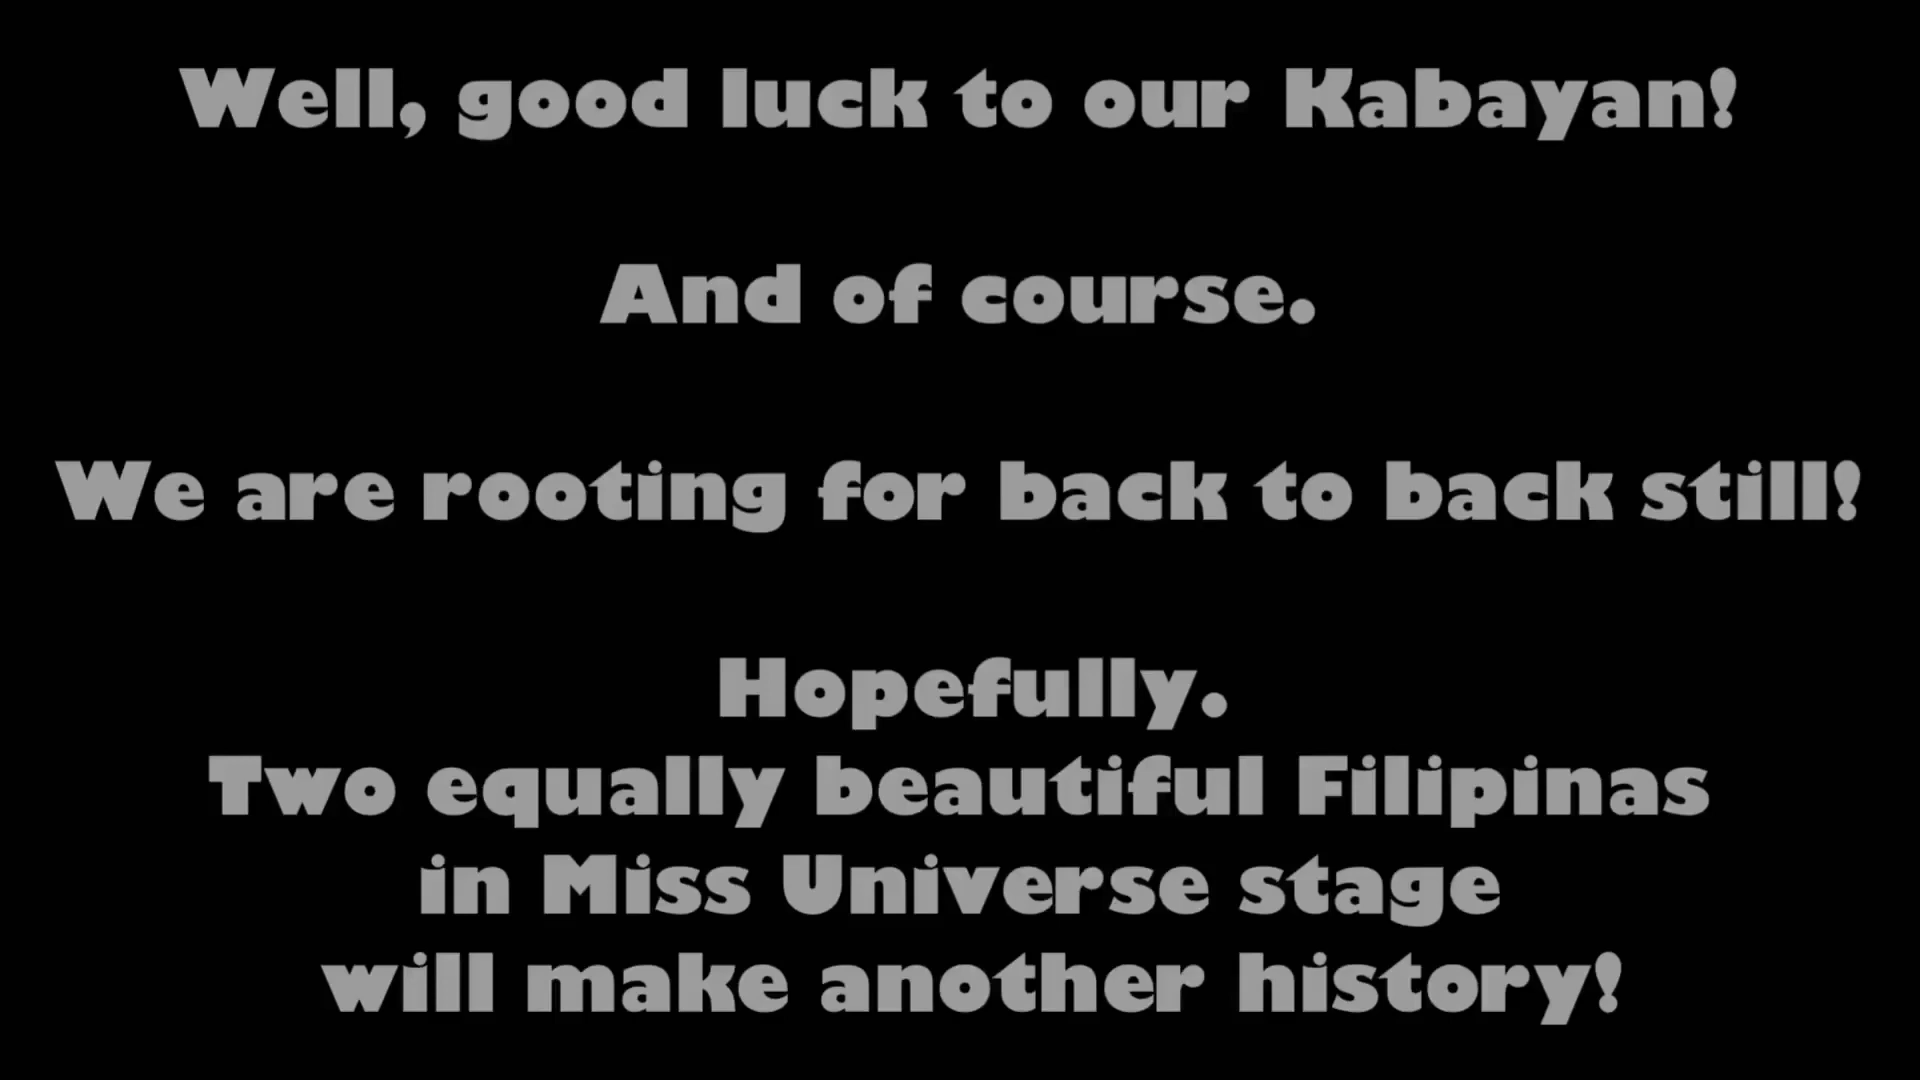 Well, good luck to our Kabayan!
And of course.
We are rooting for back to back still!
Hopefully.
Two equally beautiful Filipinas
in Miss Universe stage
will make another history!